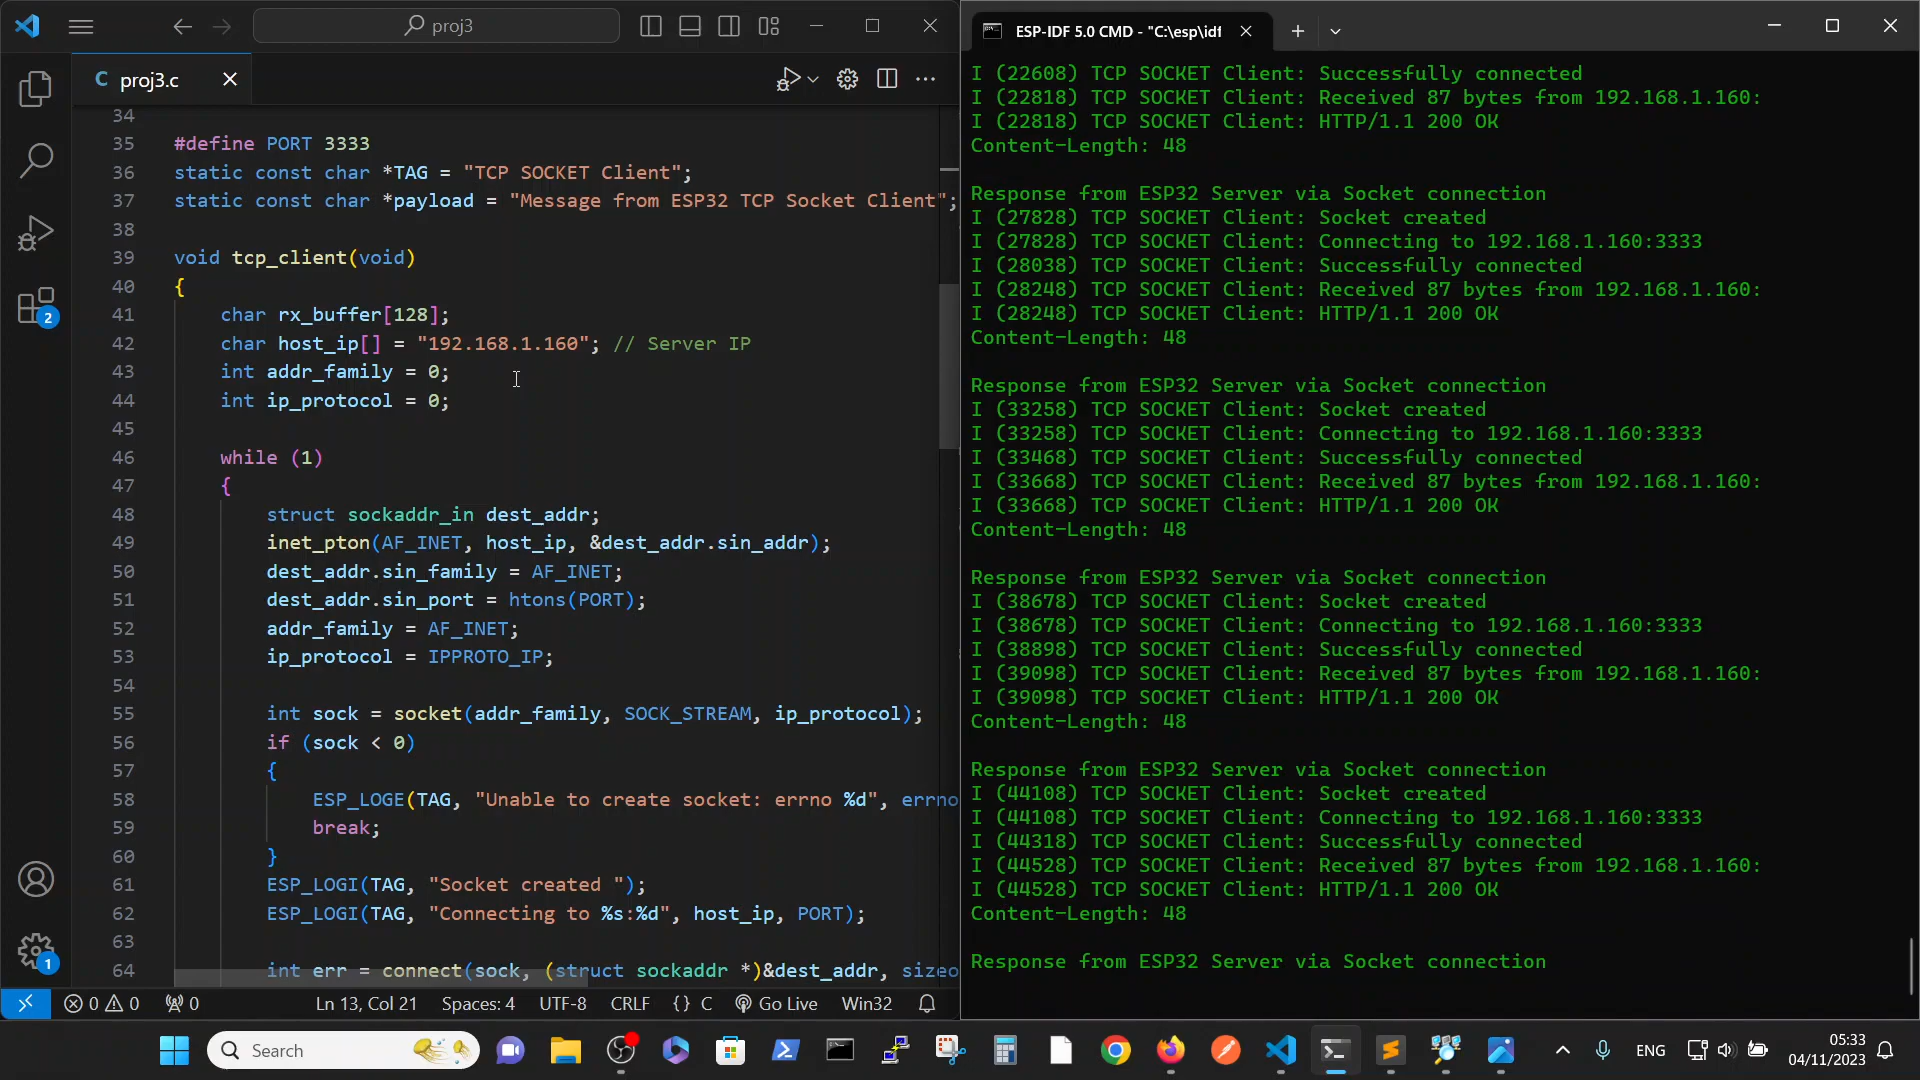 proj3
proj3.c
34
35 #define PORT 3333
36 static const char *TAG = "TCP SOCKET Client";
37 static const char *payload = "Message from ESP32 TCP Socket Client";
38
39 void tcp_client(void)
40 {
41 char rx_buffer[128];
42 char host_ip[] = "192.168.1.160"; // Server IP
43 int addr_family = 0;
44 int ip_protocol = 0;
45
46 while (1)
47 {
48 struct sockaddr_in dest_addr;
49 inet_pton(AF_INET, host_ip, &dest_addr.sin_addr);
50 dest_addr.sin_family = AF_INET;
51 dest_addr.sin_port = htons(PORT);
52 addr_family = AF_INET;
53 ip_protocol = IPPROTO_IP;
54
55 int sock = socket(addr_family, SOCK_STREAM, ip_protocol);
56 if (sock < 0)
57 {
58 ESP_LOGE(TAG, "Unable to create socket: errno %d", errno
59 break;
60 }
61 ESP_LOGI(TAG, "Socket created ");
62 ESP_LOGI(TAG, "Connecting to %s:%d", host_ip, PORT);
63
64 int err = connect(sock, (struct sockaddr *)&dest_addr, sizeo
2
1
0 0 0 Ln 13, Col 21 Spaces: 4 UTF-8 CRLF {} C Go Live Win32
ESP-IDF 5.0 CMD - "C:\esp\idf
I (22608) TCP SOCKET Client: Successfully connected
I (22818) TCP SOCKET Client: Received 87 bytes from 192.168.1.160:
I (22818) TCP SOCKET Client: HTTP/1.1 200 OK
Content-Length: 48
Response from ESP32 Server via Socket connection
I (27828) TCP SOCKET Client: Socket created
I (27828) TCP SOCKET Client: Connecting to 192.168.1.160:3333
I (28038) TCP SOCKET Client: Successfully connected
I (28248) TCP SOCKET Client: Received 87 bytes from 192.168.1.160:
I (28248) TCP SOCKET Client: HTTP/1.1 200 OK
Content-Length: 48
Response from ESP32 Server via Socket connection
I (33258) TCP SOCKET Client: Socket created
I (33258) TCP SOCKET Client: Connecting to 192.168.1.160:3333
I (33468) TCP SOCKET Client: Successfully connected
I (33668) TCP SOCKET Client: Received 87 bytes from 192.168.1.160:
I (33668) TCP SOCKET Client: HTTP/1.1 200 OK
Content-Length: 48
Response from ESP32 Server via Socket connection
I (38678) TCP SOCKET Client: Socket created
I (38678) TCP SOCKET Client: Connecting to 192.168.1.160:3333
I (38898) TCP SOCKET Client: Successfully connected
I (39098) TCP SOCKET Client: Received 87 bytes from 192.168.1.160:
I (39098) TCP SOCKET Client: HTTP/1.1 200 OK
Content-Length: 48
Response from ESP32 Server via Socket connection
I (44108) TCP SOCKET Client: Socket created
I (44108) TCP SOCKET Client: Connecting to 192.168.1.160:3333
I (44318) TCP SOCKET Client: Successfully connected
I (44528) TCP SOCKET Client: Received 87 bytes from 192.168.1.160:
I (44528) TCP SOCKET Client: HTTP/1.1 200 OK
Content-Length: 48
Response from ESP32 Server via Socket connection
Search
ENG
05:33
04/11/2023